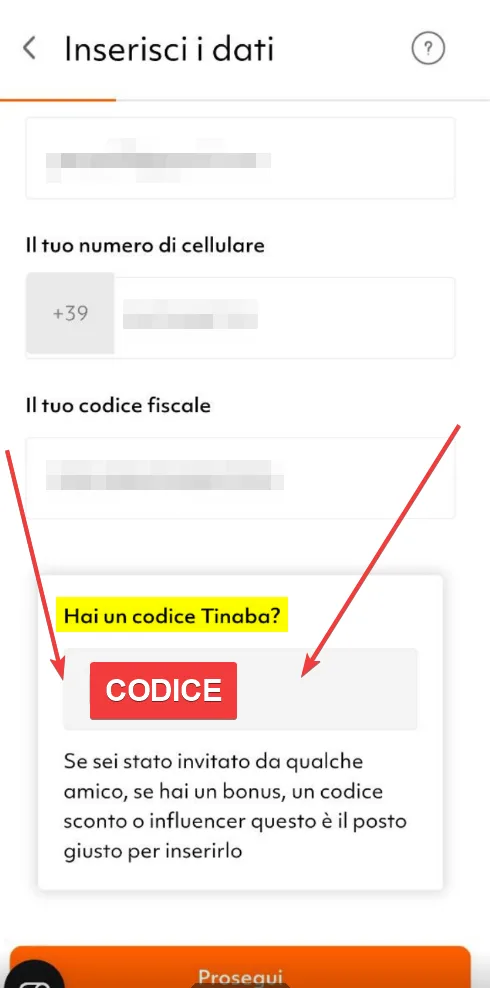 Inserisci i dati
?
Il tuo numero di cellulare
+39
Il tuo codice fiscale
Hai un codice Tinaba?
CODICE
Se sei stato invitato da qualche
amico, se hai un bonus, un codice
sconto o influencer questo è il posto
giusto per inserirlo
Prosegui